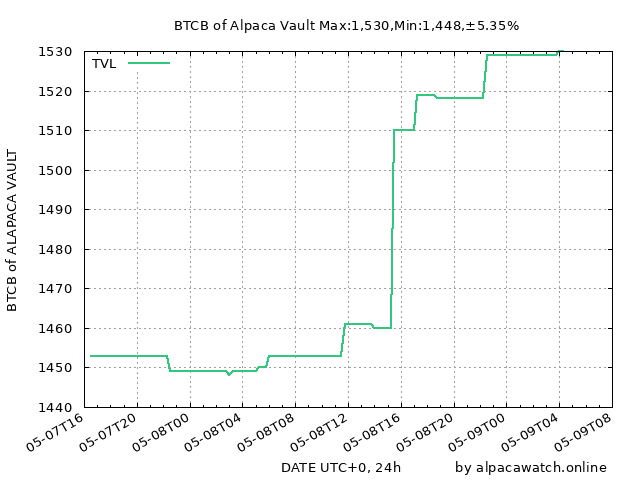 BTCB of Alpaca Vault Max:1,530,Min:1,448,±5.35%
TVL
BTCB of ALAPACA VAULT
1530
1520
1510
1500
1490
1480
1470
1460
1450
1440
05-07T16
05-07T20
05-08T00
05-08T04
05-08T08
05-08T12
05-08T16
05-08T20
05-09T00
05-09T04
05-09T08
DATE UTC+0, 24h
by alpacawatch.online